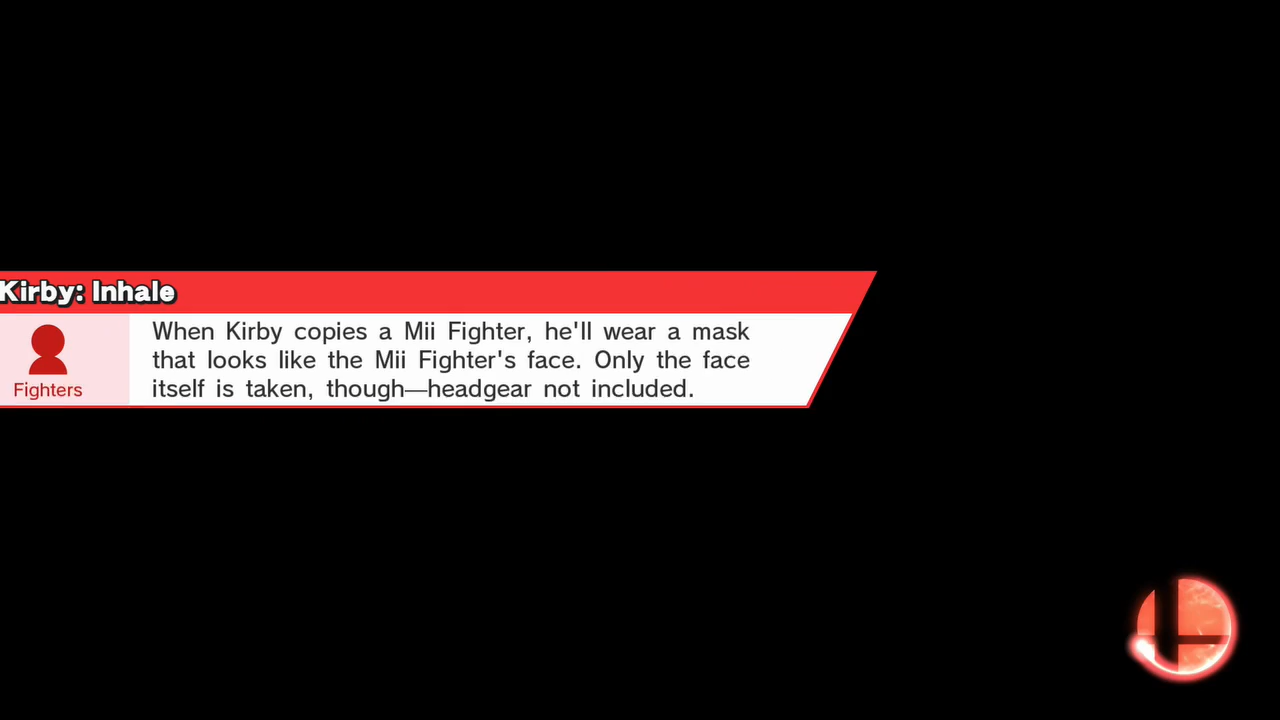 Kirby: Inhale
When Kirby copies a Mii Fighter, he'll wear a mask
that looks like the Mii Fighter's face. Only the face
itself is taken, though—headgear not included.
Fighters